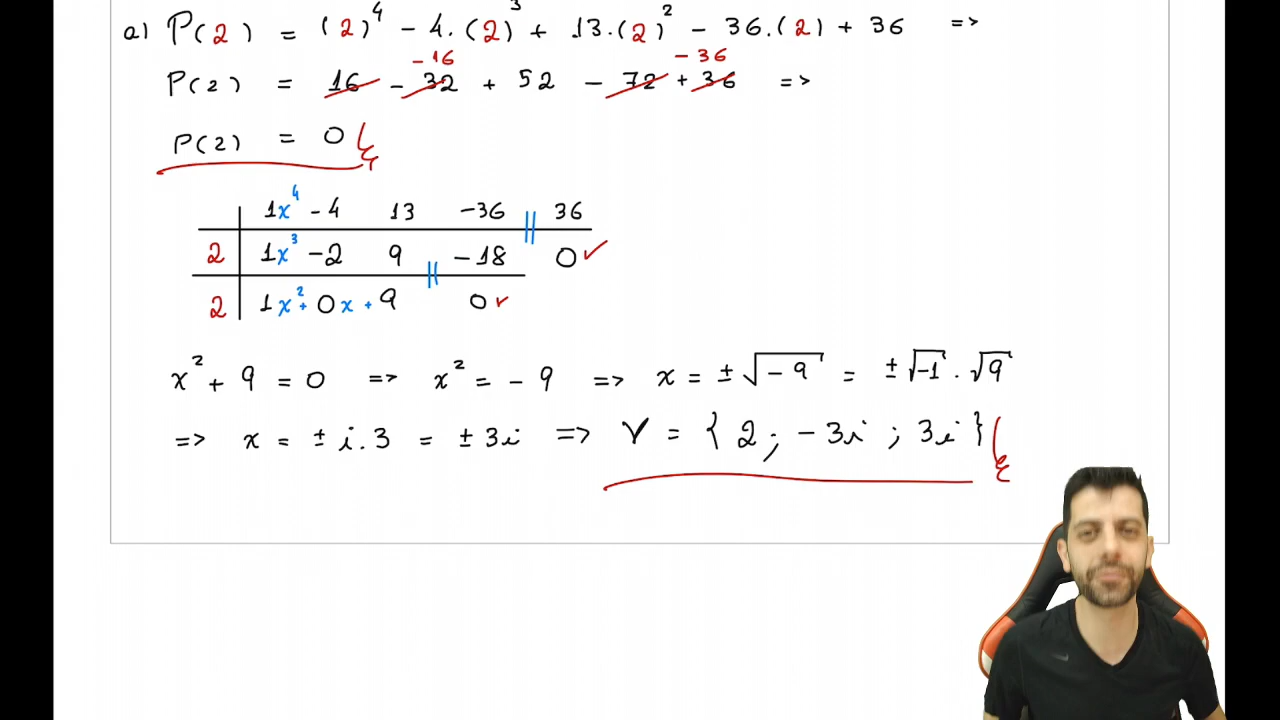 a) P(2) = (2)⁴ - 4.(2)³ + 13.(2)² - 36.(2) + 36 =>
-16 -36
P(2) = 16 - 32 + 52 - 72 + 36 =>
P(2) = 0
1x⁴ -4 13 -36 || 36
2 1x³ -2 9 || -18 0 ✓
2 1x² + 0x + 9 0 ✓
x² + 9 = 0 => x² = -9 => x = ±√-9 = ±√-1 . √9
=> x = ± i.3 = ± 3i => V = { 2 ; -3i ; 3i }